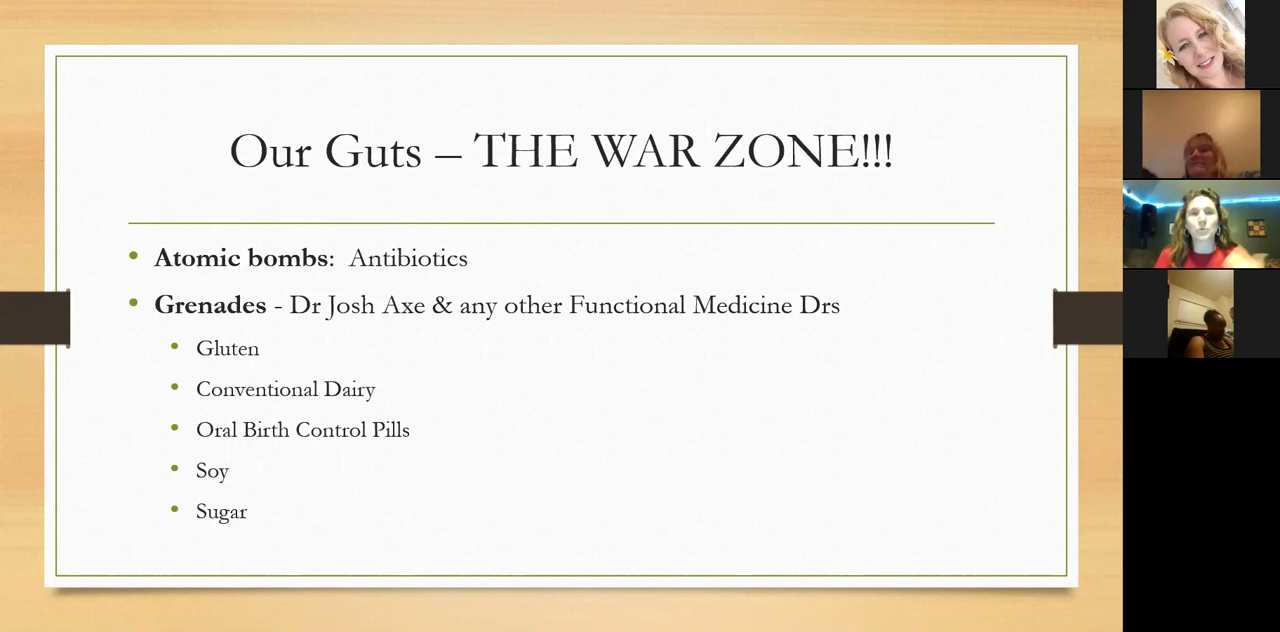 Our Guts – THE WAR ZONE!!!
Atomic bombs:  Antibiotics
Grenades - Dr Josh Axe & any other Functional Medicine Drs
Gluten
Conventional Dairy
Oral Birth Control Pills
Soy
Sugar